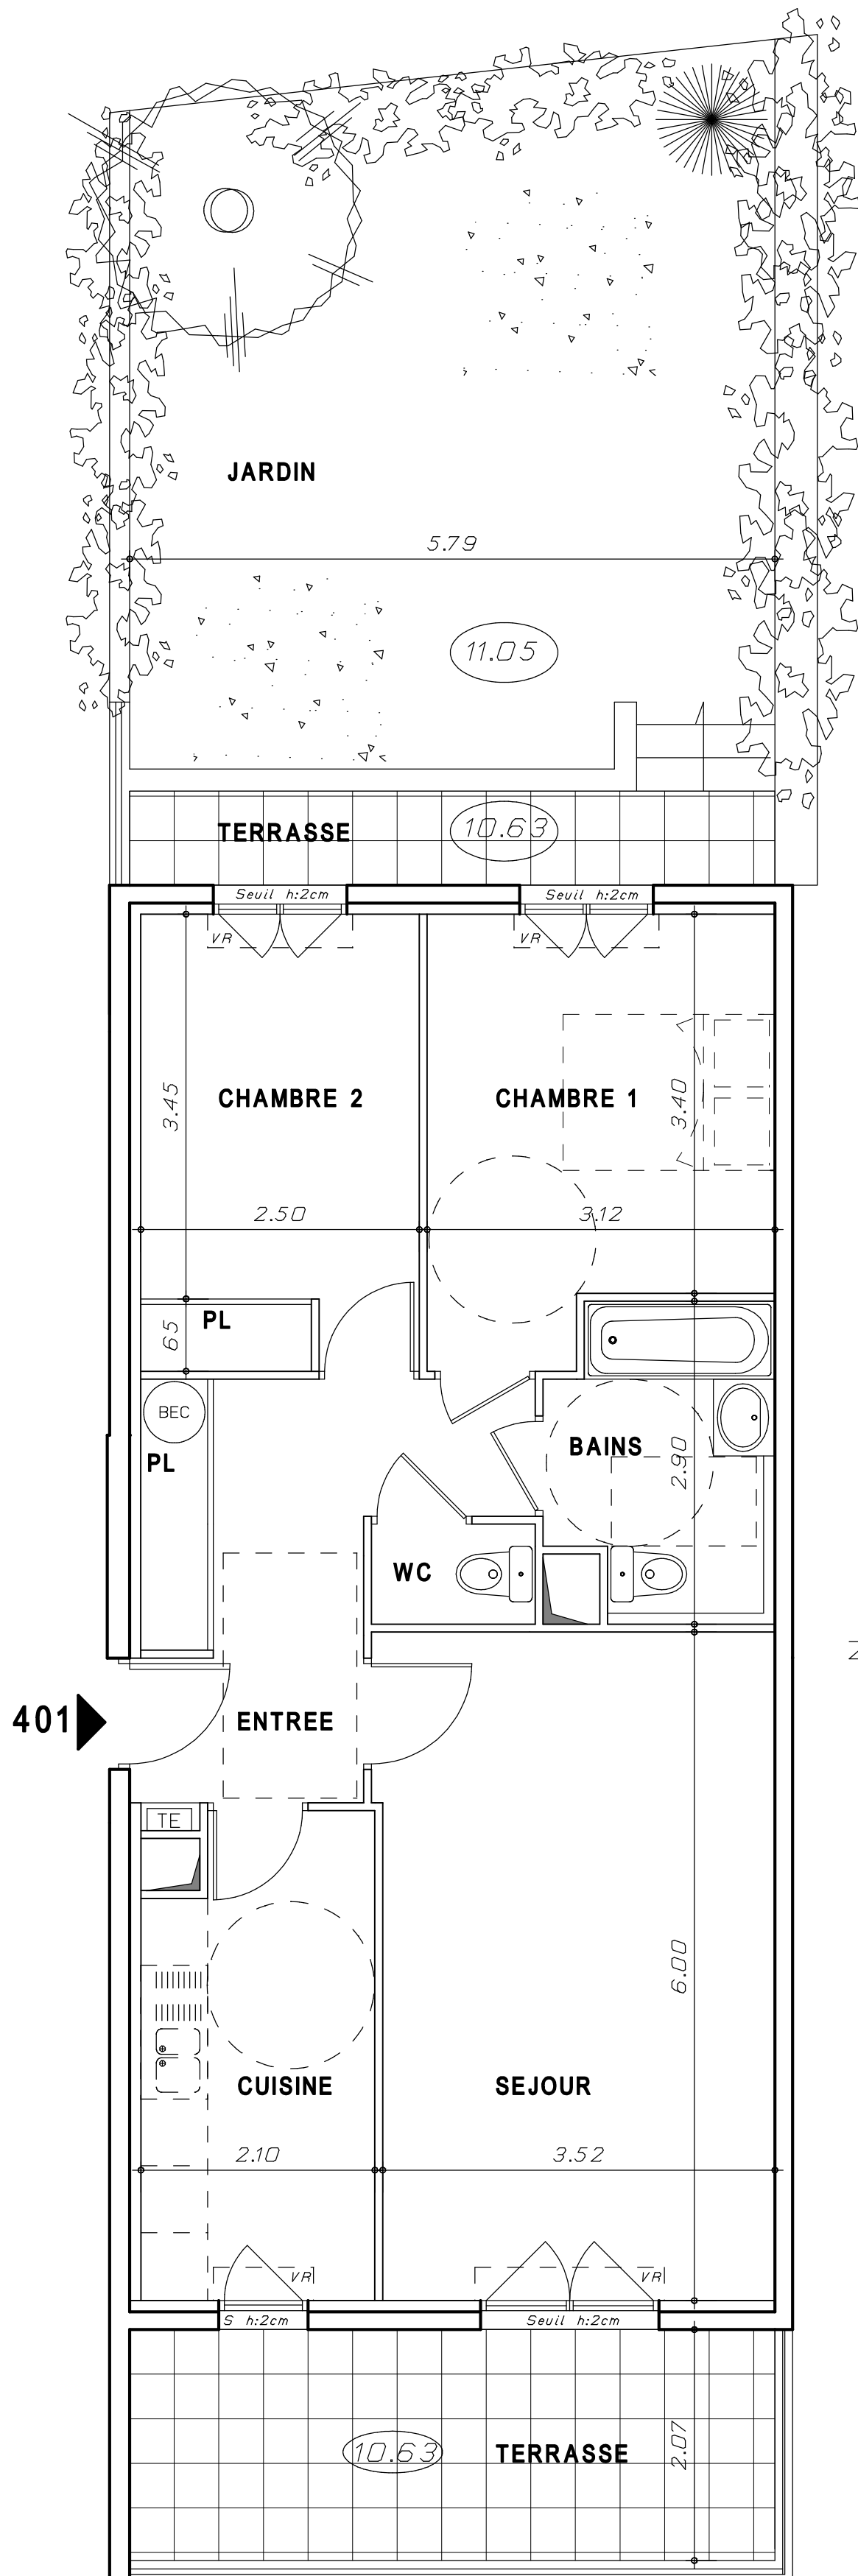 JARDIN
5.79
11.05
TERRASSE
10.63
Seuil h:2cm
Seuil h:2cm
VR
VR
3.45
CHAMBRE 2
CHAMBRE 1
3.40
2.50
3.12
PL
65
BEC
PL
BAINS
2.90
WC
401
ENTREE
TE
6.00
CUISINE
SEJOUR
2.10
3.52
VR
VR
S h:2cm
Seuil h:2cm
10.63
TERRASSE
2.07